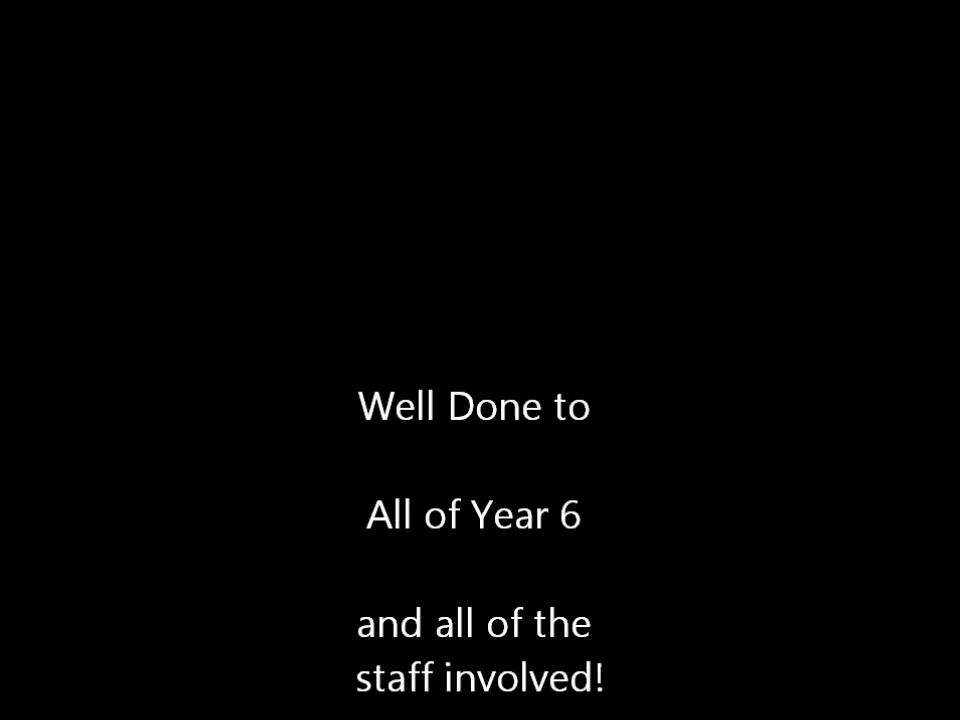 Well Done to
All of Year 6
and all of the
staff involved!